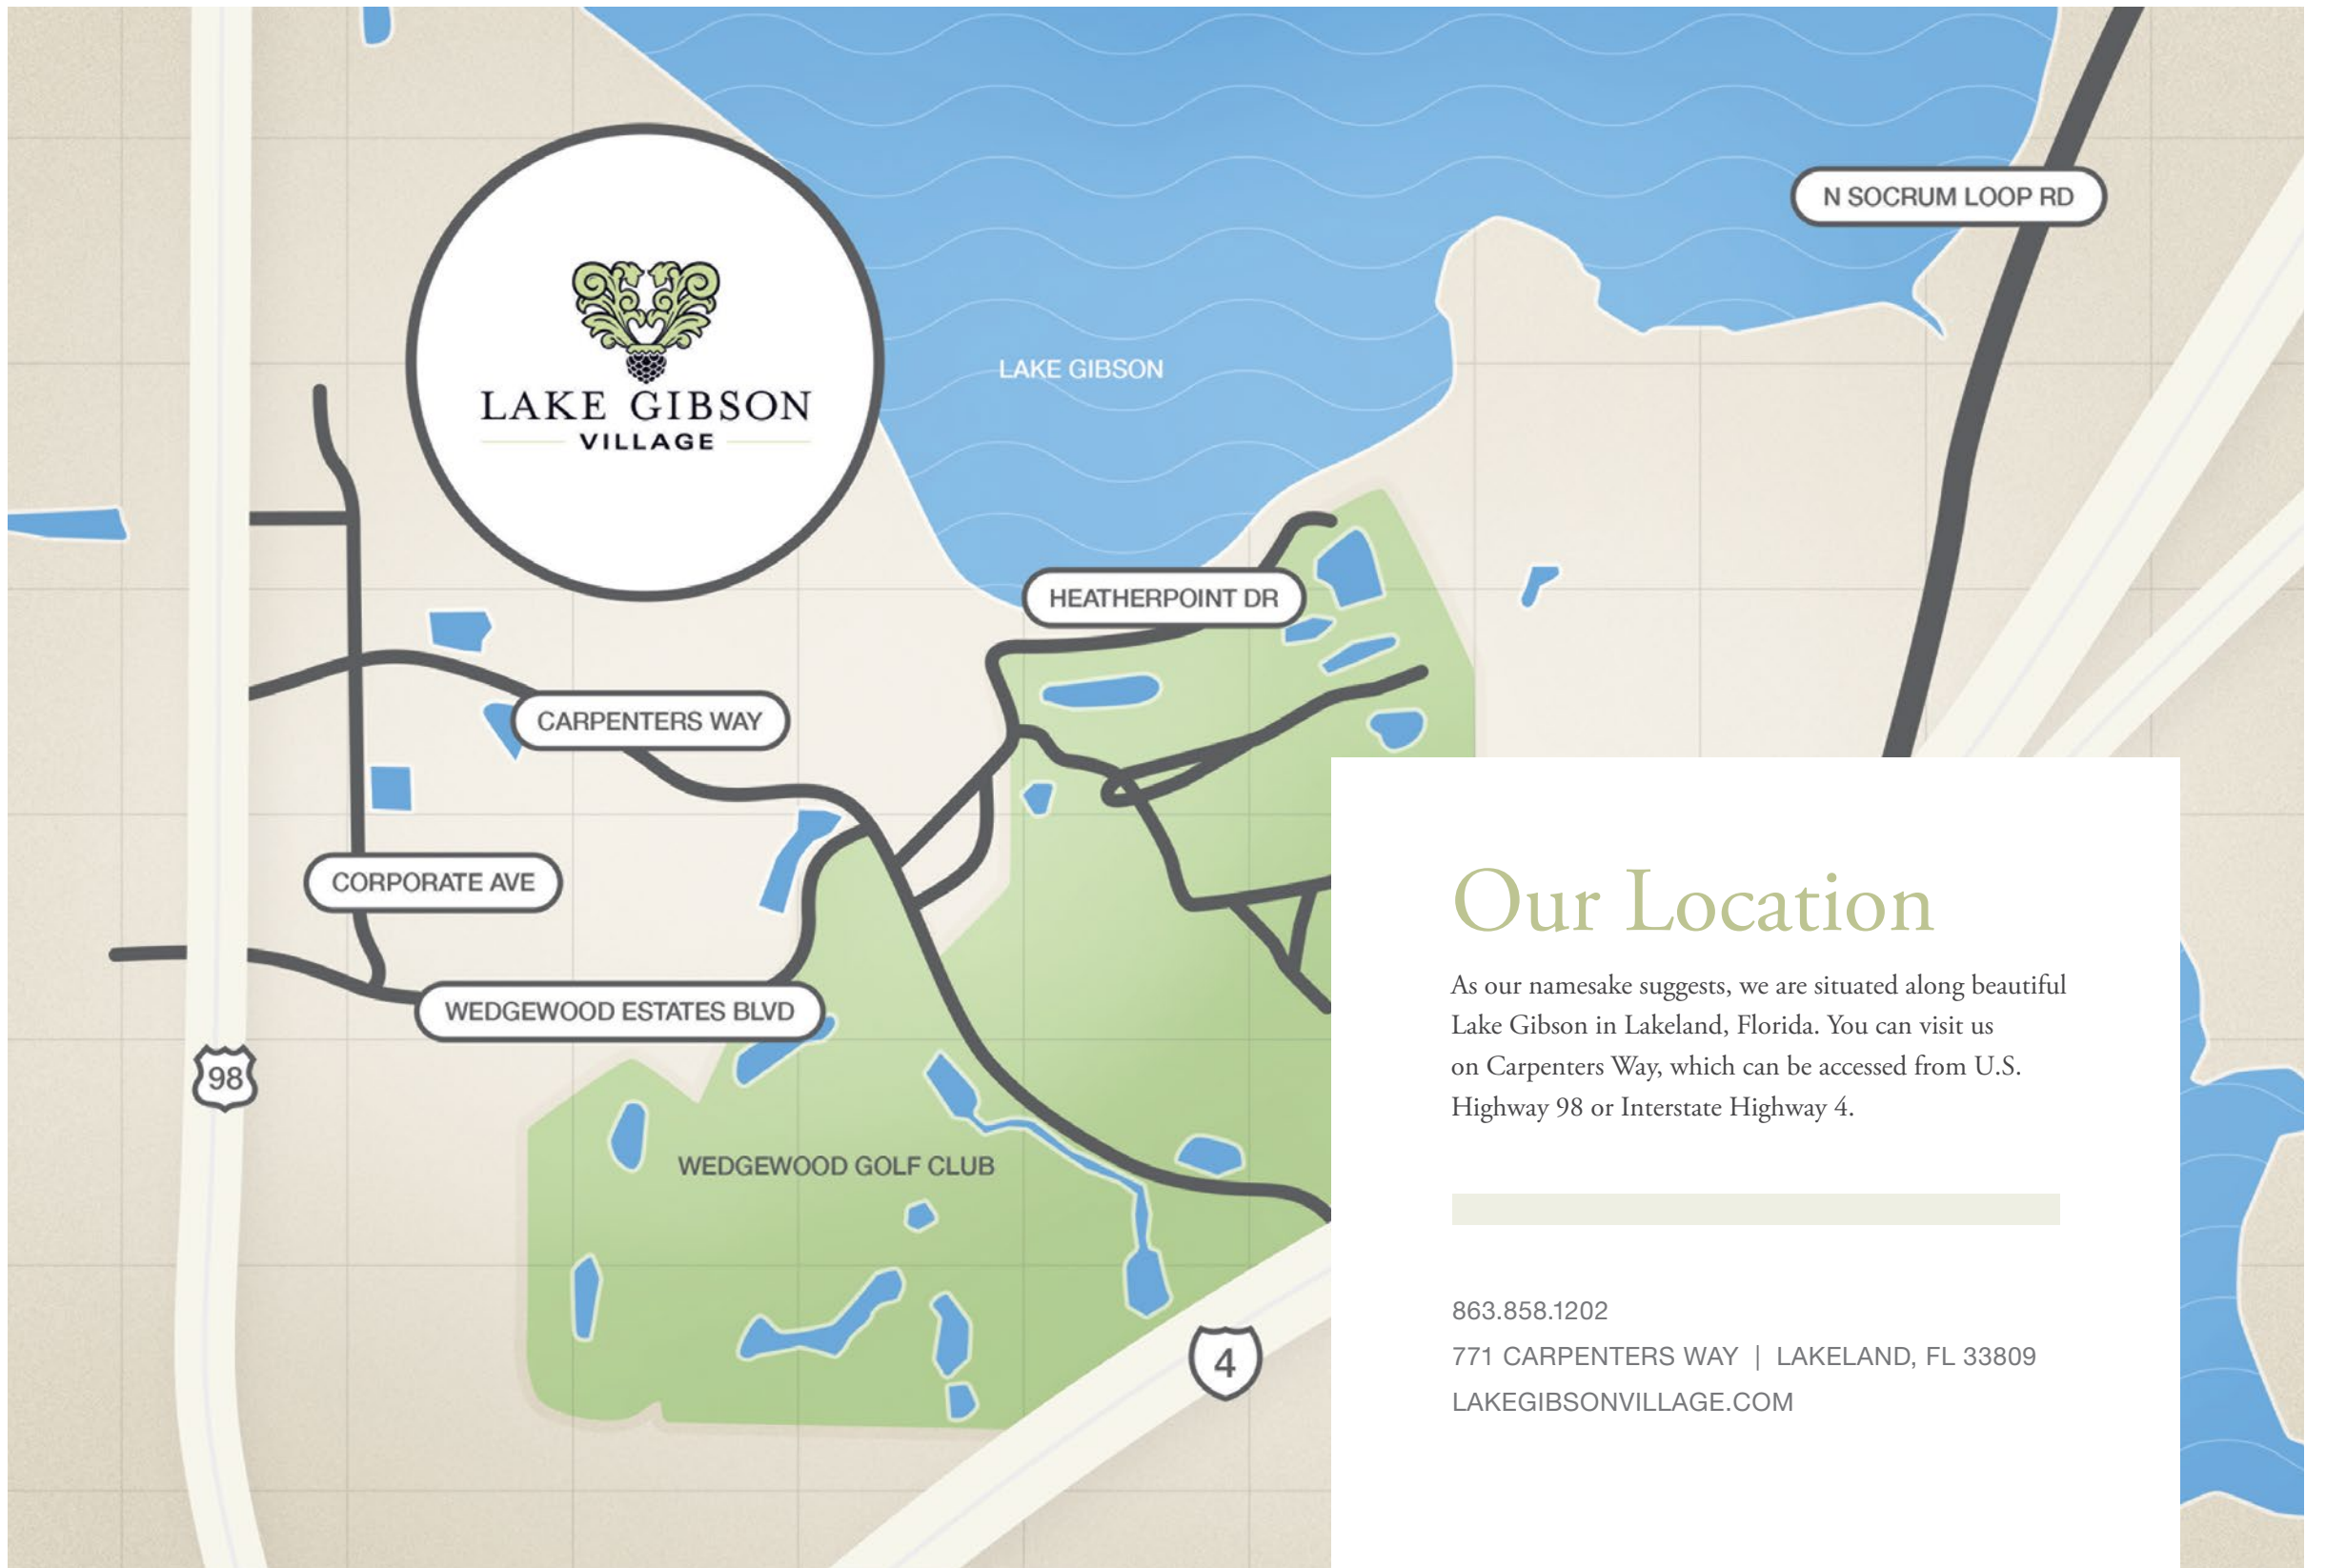 N SOCRUM LOOP RD
LAKE GIBSON
VILLAGE
LAKE GIBSON
HEATHERPOINT DR
CARPENTERS WAY
CORPORATE AVE
WEDGEWOOD ESTATES BLVD
98
WEDGEWOOD GOLF CLUB
4
Our Location
As our namesake suggests, we are situated along beautiful
Lake Gibson in Lakeland, Florida. You can visit us
on Carpenters Way, which can be accessed from U.S.
Highway 98 or Interstate Highway 4.
863.858.1202
771 CARPENTERS WAY | LAKELAND, FL 33809
LAKEGIBSONVILLAGE.COM